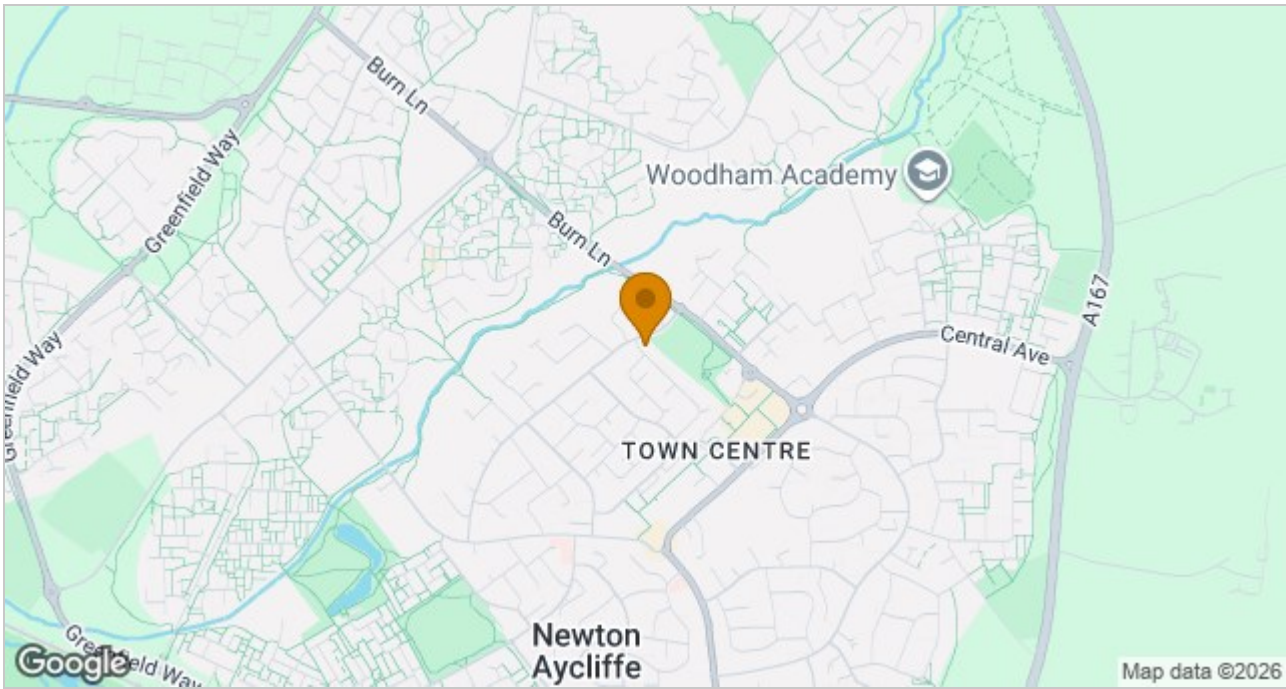 Burn Ln
Greenfield Way
Woodham Academy
Burn Ln
A167
Central Ave
Greenfield Way
TOWN CENTRE
Newton
Aycliffe
Greenfield Way
Google
Map data ©2026